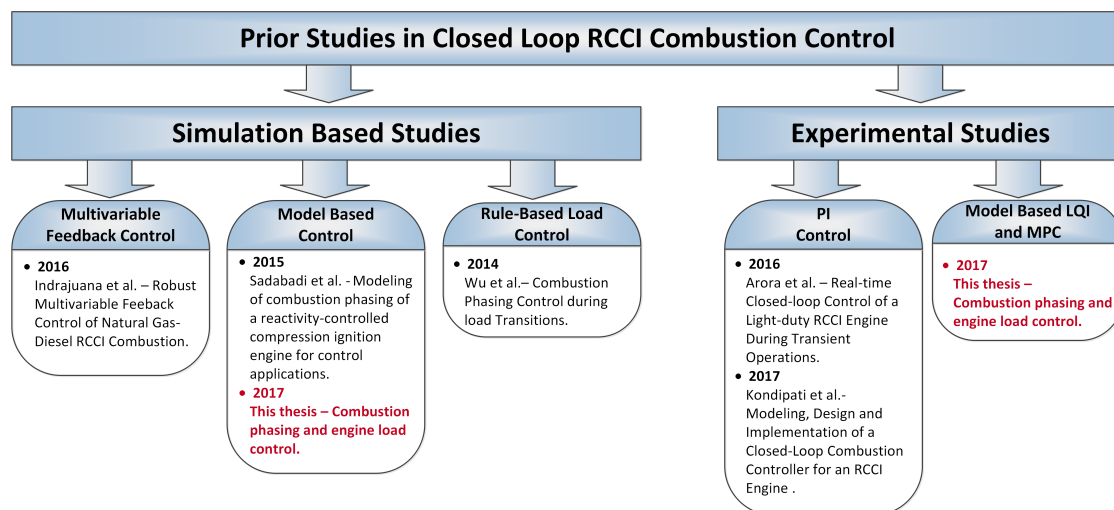 Prior Studies in Closed Loop RCCI Combustion Control
Simulation Based Studies
Multivariable
Feedback Control
• 2016
Indrajuana et al. – Robust
Multivariable Feeback
Control of Natural Gas-
Diesel RCCI Combustion.
Model Based
Control
• 2015
Sadabadi et al. - Modeling
of combustion phasing of
a reactivity-controlled
compression ignition
engine for control
applications.
• 2017
This thesis – Combustion
phasing and engine load
control.
Rule-Based Load
Control
• 2014
Wu et al.– Combustion
Phasing Control during
load Transitions.
Experimental Studies
PI
Control
• 2016
Arora et al. – Real-time
Closed-loop Control of a
Light-duty RCCI Engine
During Transient
Operations.
• 2017
Kondipati et al.-
Modeling, Design and
Implementation of a
Closed-Loop Combustion
Controller for an RCCI
Engine .
Model Based LQI
and MPC
• 2017
This thesis –
Combustion phasing and
engine load control.